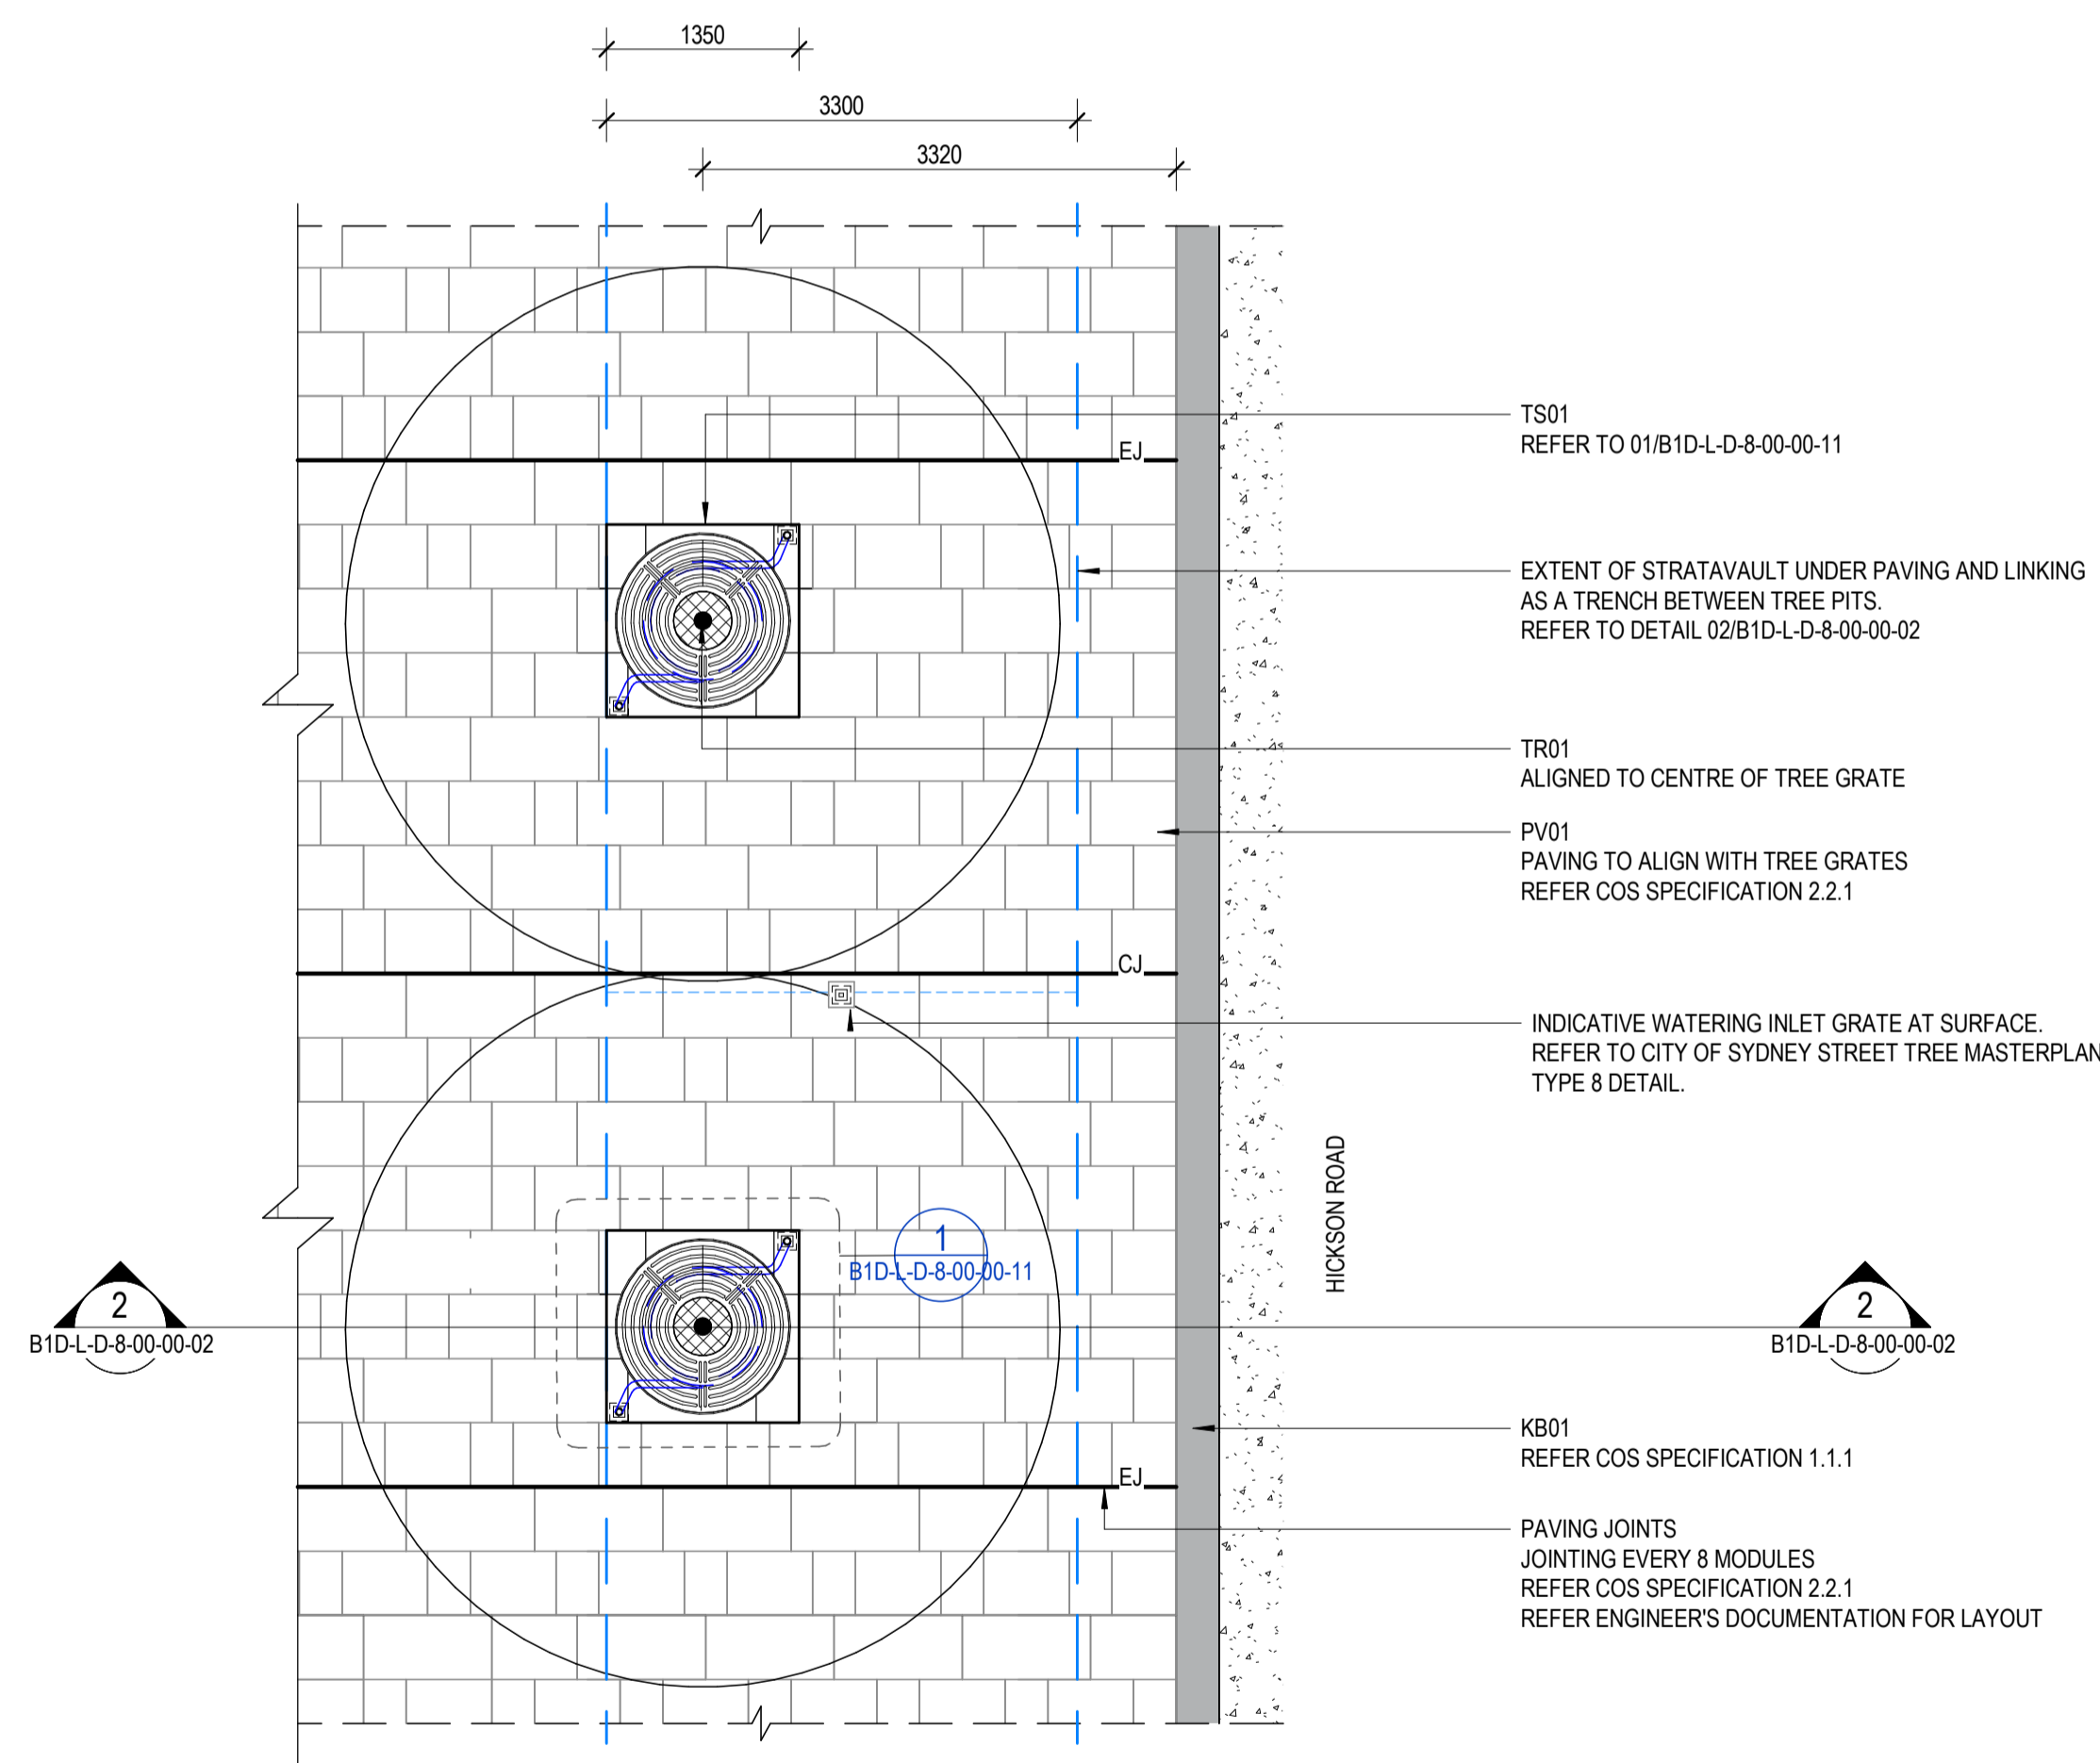 1350
3300
3320
EJ
TS01
REFER TO 01/B1D-L-D-8-00-00-11
EXTENT OF STRATAVAULT UNDER PAVING AND LINKING
AS A TRENCH BETWEEN TREE PITS.
REFER TO DETAIL 02/B1D-L-D-8-00-00-02
TR01
ALIGNED TO CENTRE OF TREE GRATE
PV01
PAVING TO ALIGN WITH TREE GRATES
REFER COS SPECIFICATION 2.2.1
CJ
INDICATIVE WATERING INLET GRATE AT SURFACE.
REFER TO CITY OF SYDNEY STREET TREE MASTERPLAN
TYPE 8 DETAIL.
HICKSON ROAD
1
B1D-L-D-8-00-00-11
2
B1D-L-D-8-00-00-02
2
B1D-L-D-8-00-00-02
KB01
REFER COS SPECIFICATION 1.1.1
EJ
PAVING JOINTS
JOINTING EVERY 8 MODULES
REFER COS SPECIFICATION 2.2.1
REFER ENGINEER'S DOCUMENTATION FOR LAYOUT